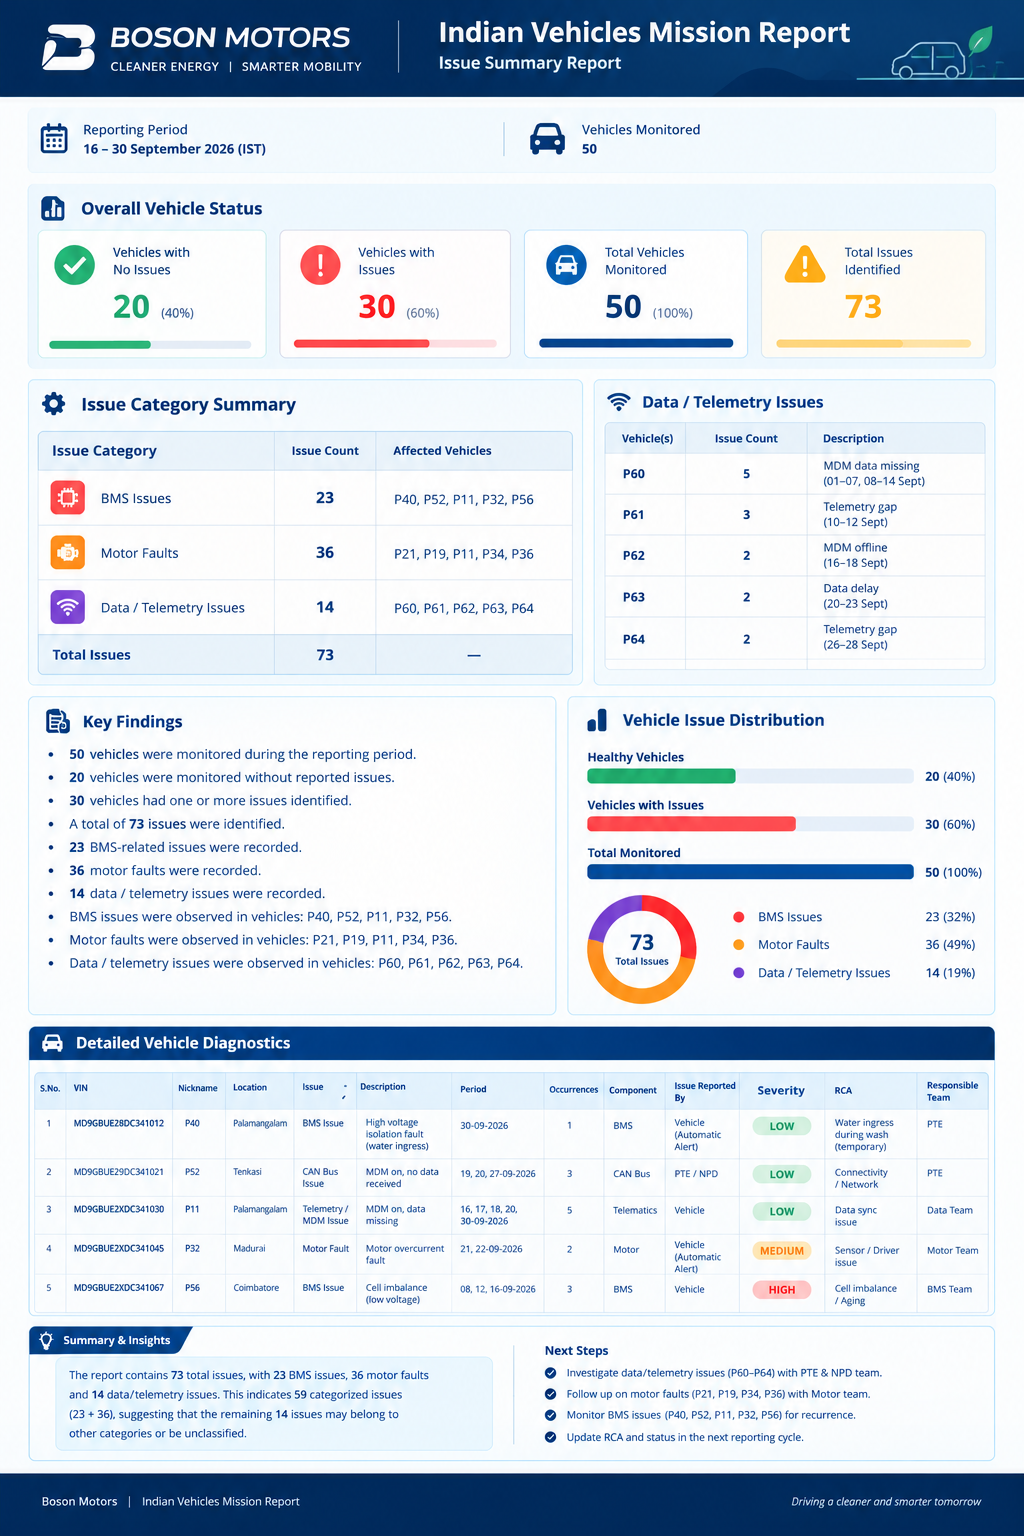 BOSON MOTORS
CLEANER ENERGY | SMARTER MOBILITY
Indian Vehicles Mission Report
Issue Summary Report
Reporting Period
16 – 30 September 2026 (IST)
Vehicles Monitored
50
Overall Vehicle Status
Vehicles with
No Issues
20 (40%)
Vehicles with
Issues
30 (60%)
Total Vehicles
Monitored
50 (100%)
Total Issues
Identified
73
Issue Category Summary
Issue Category Issue Count Affected Vehicles
BMS Issues 23 P40, P52, P11, P32, P56
Motor Faults 36 P21, P19, P11, P34, P36
Data / Telemetry Issues 14 P60, P61, P62, P63, P64
Total Issues 73 —
Data / Telemetry Issues
Vehicle(s) Issue Count Description
P60 5 MDM data missing
(01–07, 08–14 Sept)
P61 3 Telemetry gap
(10–12 Sept)
P62 2 MDM offline
(16–18 Sept)
P63 2 Data delay
(20–23 Sept)
P64 2 Telemetry gap
(26–28 Sept)
Key Findings
• 50 vehicles were monitored during the reporting period.
• 20 vehicles were monitored without reported issues.
• 30 vehicles had one or more issues identified.
• A total of 73 issues were identified.
• 23 BMS-related issues were recorded.
• 36 motor faults were recorded.
• 14 data / telemetry issues were recorded.
• BMS issues were observed in vehicles: P40, P52, P11, P32, P56.
• Motor faults were observed in vehicles: P21, P19, P11, P34, P36.
• Data / telemetry issues were observed in vehicles: P60, P61, P62, P63, P64.
Vehicle Issue Distribution
Healthy Vehicles
20 (40%)
Vehicles with Issues
30 (60%)
Total Monitored
50 (100%)
73
Total Issues
BMS Issues 23 (32%)
Motor Faults 36 (49%)
Data / Telemetry Issues 14 (19%)
Detailed Vehicle Diagnostics
S.No. VIN Nickname Location Issue Description Period Occurrences Component Issue Reported By Severity RCA Responsible Team
1 MD9GBUE28DC341012 P40 Palamangalam BMS Issue High voltage isolation fault (water ingress) 30-09-2026 1 BMS Vehicle (Automatic Alert) LOW Water ingress during wash (temporary) PTE
2 MD9GBUE29DC341021 P52 Tenkasi CAN Bus Issue MDM on, no data received 19, 20, 27-09-2026 3 CAN Bus PTE / NPD LOW Connectivity / Network PTE
3 MD9GBUE2XDC341030 P11 Palamangalam Telemetry / MDM Issue MDM on, data missing 16, 17, 18, 20, 30-09-2026 5 Telematics Vehicle LOW Data sync issue Data Team
4 MD9GBUE2XDC341045 P32 Madurai Motor Fault Motor overcurrent fault 21, 22-09-2026 2 Motor Vehicle (Automatic Alert) MEDIUM Sensor / Driver issue Motor Team
5 MD9GBUE2XDC341067 P56 Coimbatore BMS Issue Cell imbalance (low voltage) 08, 12, 16-09-2026 3 BMS Vehicle HIGH Cell imbalance / Aging BMS Team
Summary & Insights
The report contains 73 total issues, with 23 BMS issues, 36 motor faults
and 14 data/telemetry issues. This indicates 59 categorized issues
(23 + 36), suggesting that the remaining 14 issues may belong to
other categories or be unclassified.
Next Steps
Investigate data/telemetry issues (P60–P64) with PTE & NPD team.
Follow up on motor faults (P21, P19, P34, P36) with Motor team.
Monitor BMS issues (P40, P52, P11, P32, P56) for recurrence.
Update RCA and status in the next reporting cycle.
Boson Motors | Indian Vehicles Mission Report
Driving a cleaner and smarter tomorrow